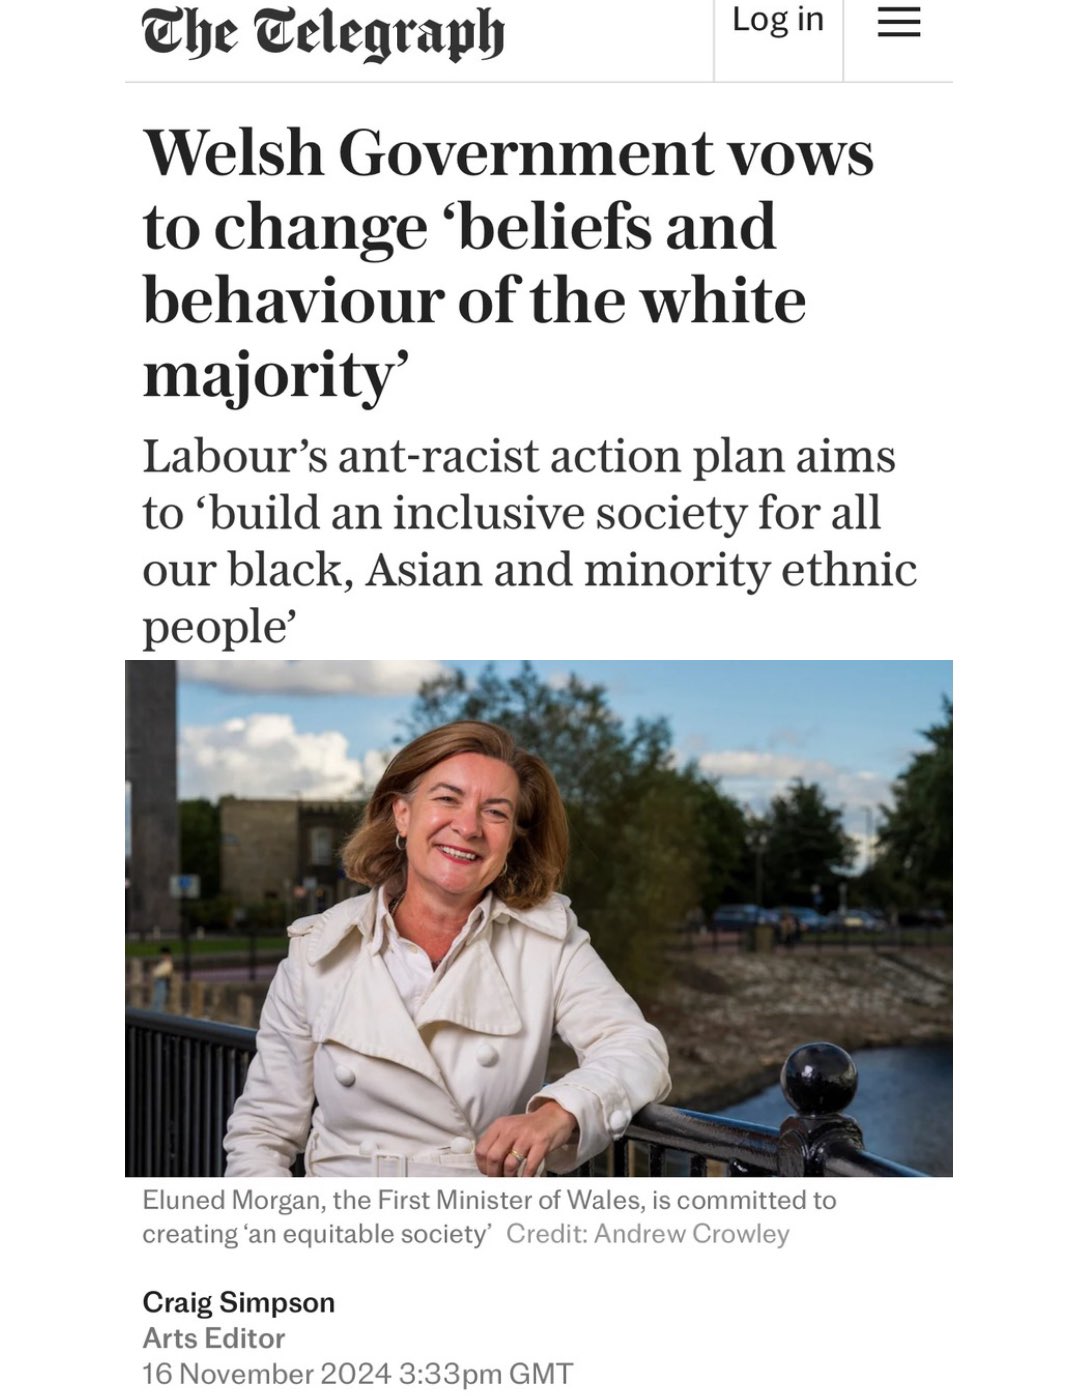 The Telegraph
Log in
Welsh Government vows
to change ‘beliefs and
behaviour of the white
majority’
Labour’s ant-racist action plan aims
to ‘build an inclusive society for all
our black, Asian and minority ethnic
people’
Eluned Morgan, the First Minister of Wales, is committed to
creating ‘an equitable society’ Credit: Andrew Crowley
Craig Simpson
Arts Editor
16 November 2024 3:33pm GMT